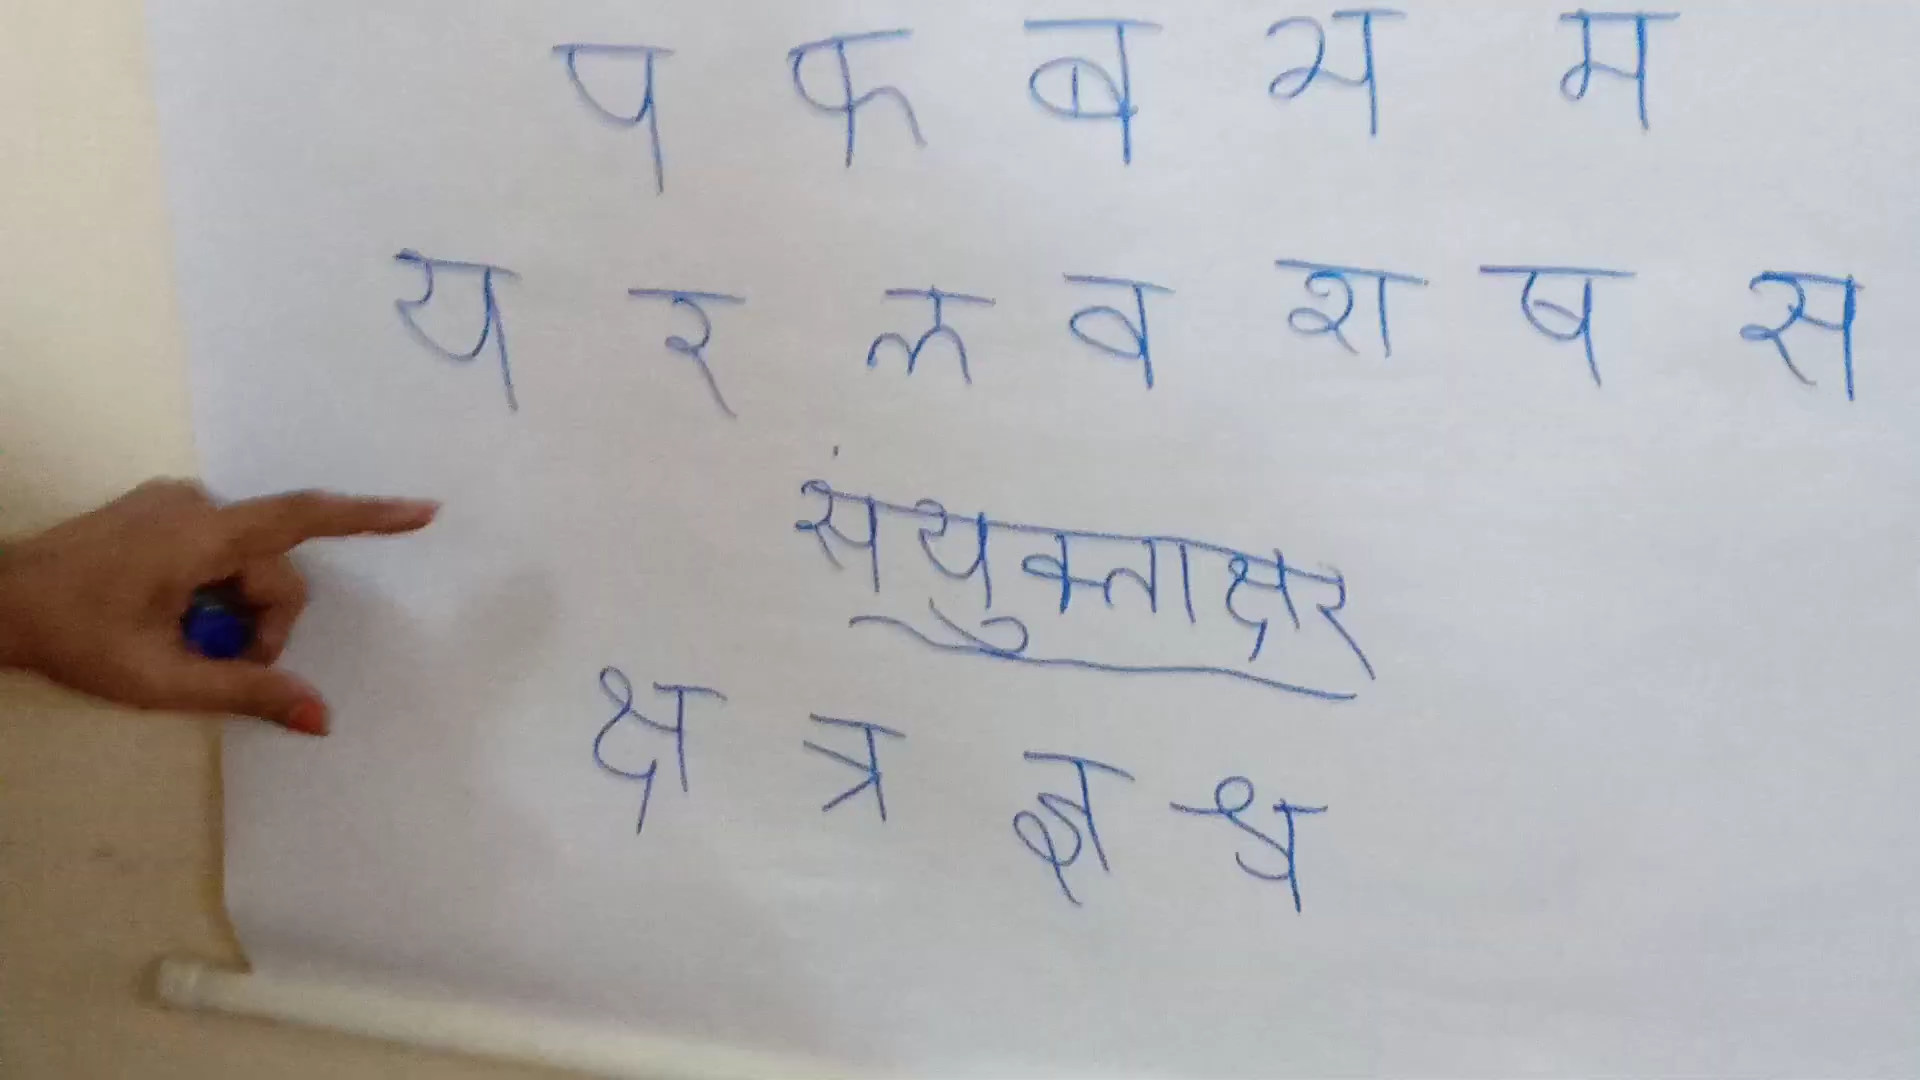 प फ ब भ म
य र ल व श ष स
संयुक्ताक्षर
क्ष त्र ज्ञ श्र